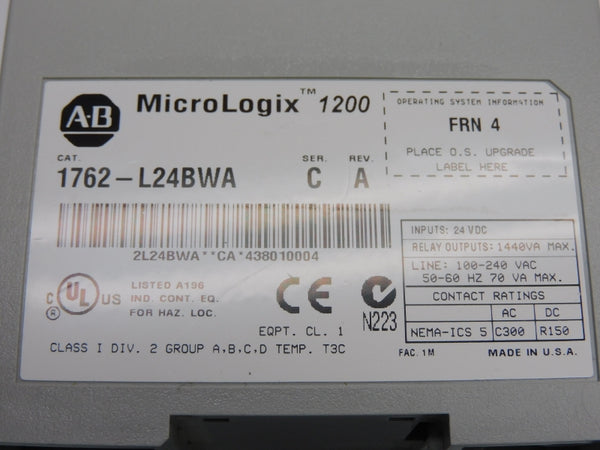 A-B MicroLogix™ 1200
OPERATING SYSTEM INFORMATION
FRN 4
PLACE O.S. UPGRADE
LABEL HERE
CAT. SER. REV.
1762-L24BWA C A
2L24BWA**CA*438010004
C UL US
®
LISTED A196
IND. CONT. EQ.
FOR HAZ. LOC.
CE
N223
EQPT. CL. 1
CLASS I DIV. 2 GROUP A,B,C,D TEMP. T3C
INPUTS: 24 VDC
RELAY OUTPUTS: 1440VA MAX.
LINE: 100-240 VAC
50-60 HZ 70 VA MAX.
CONTACT RATINGS
AC DC
NEMA-ICS 5 C300 R150
FAC. 1M MADE IN U.S.A.